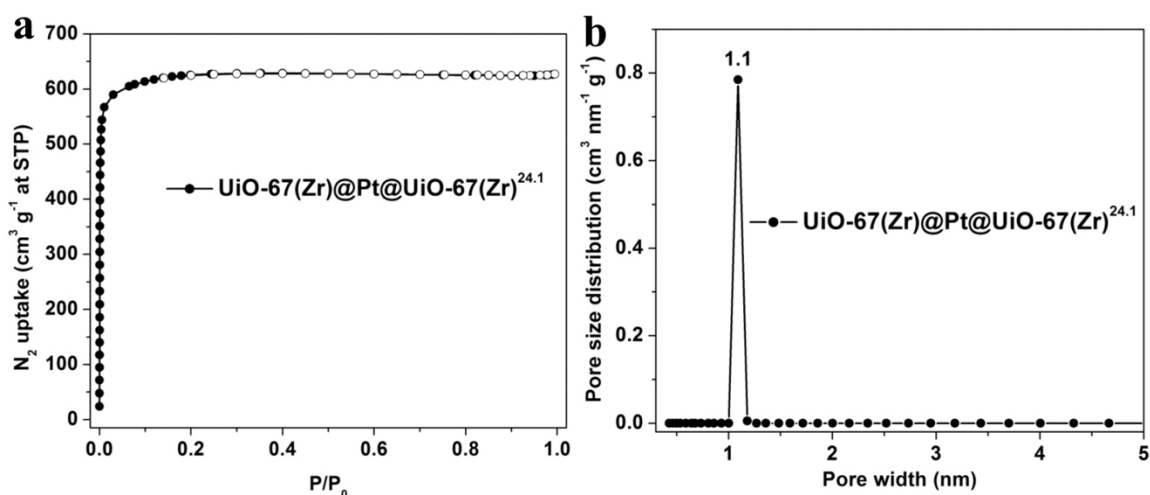 a
N₂ uptake (cm³ g⁻¹ at STP)
700
600
500
400
300
200
100
0
UiO-67(Zr)@Pt@UiO-67(Zr)²⁴·¹
0.0 0.2 0.4 0.6 0.8 1.0
P/P₀
b
Pore size distribution (cm³ nm⁻¹ g⁻¹)
0.8
0.6
0.4
0.2
0.0
1.1
UiO-67(Zr)@Pt@UiO-67(Zr)²⁴·¹
1 2 3 4 5
Pore width (nm)